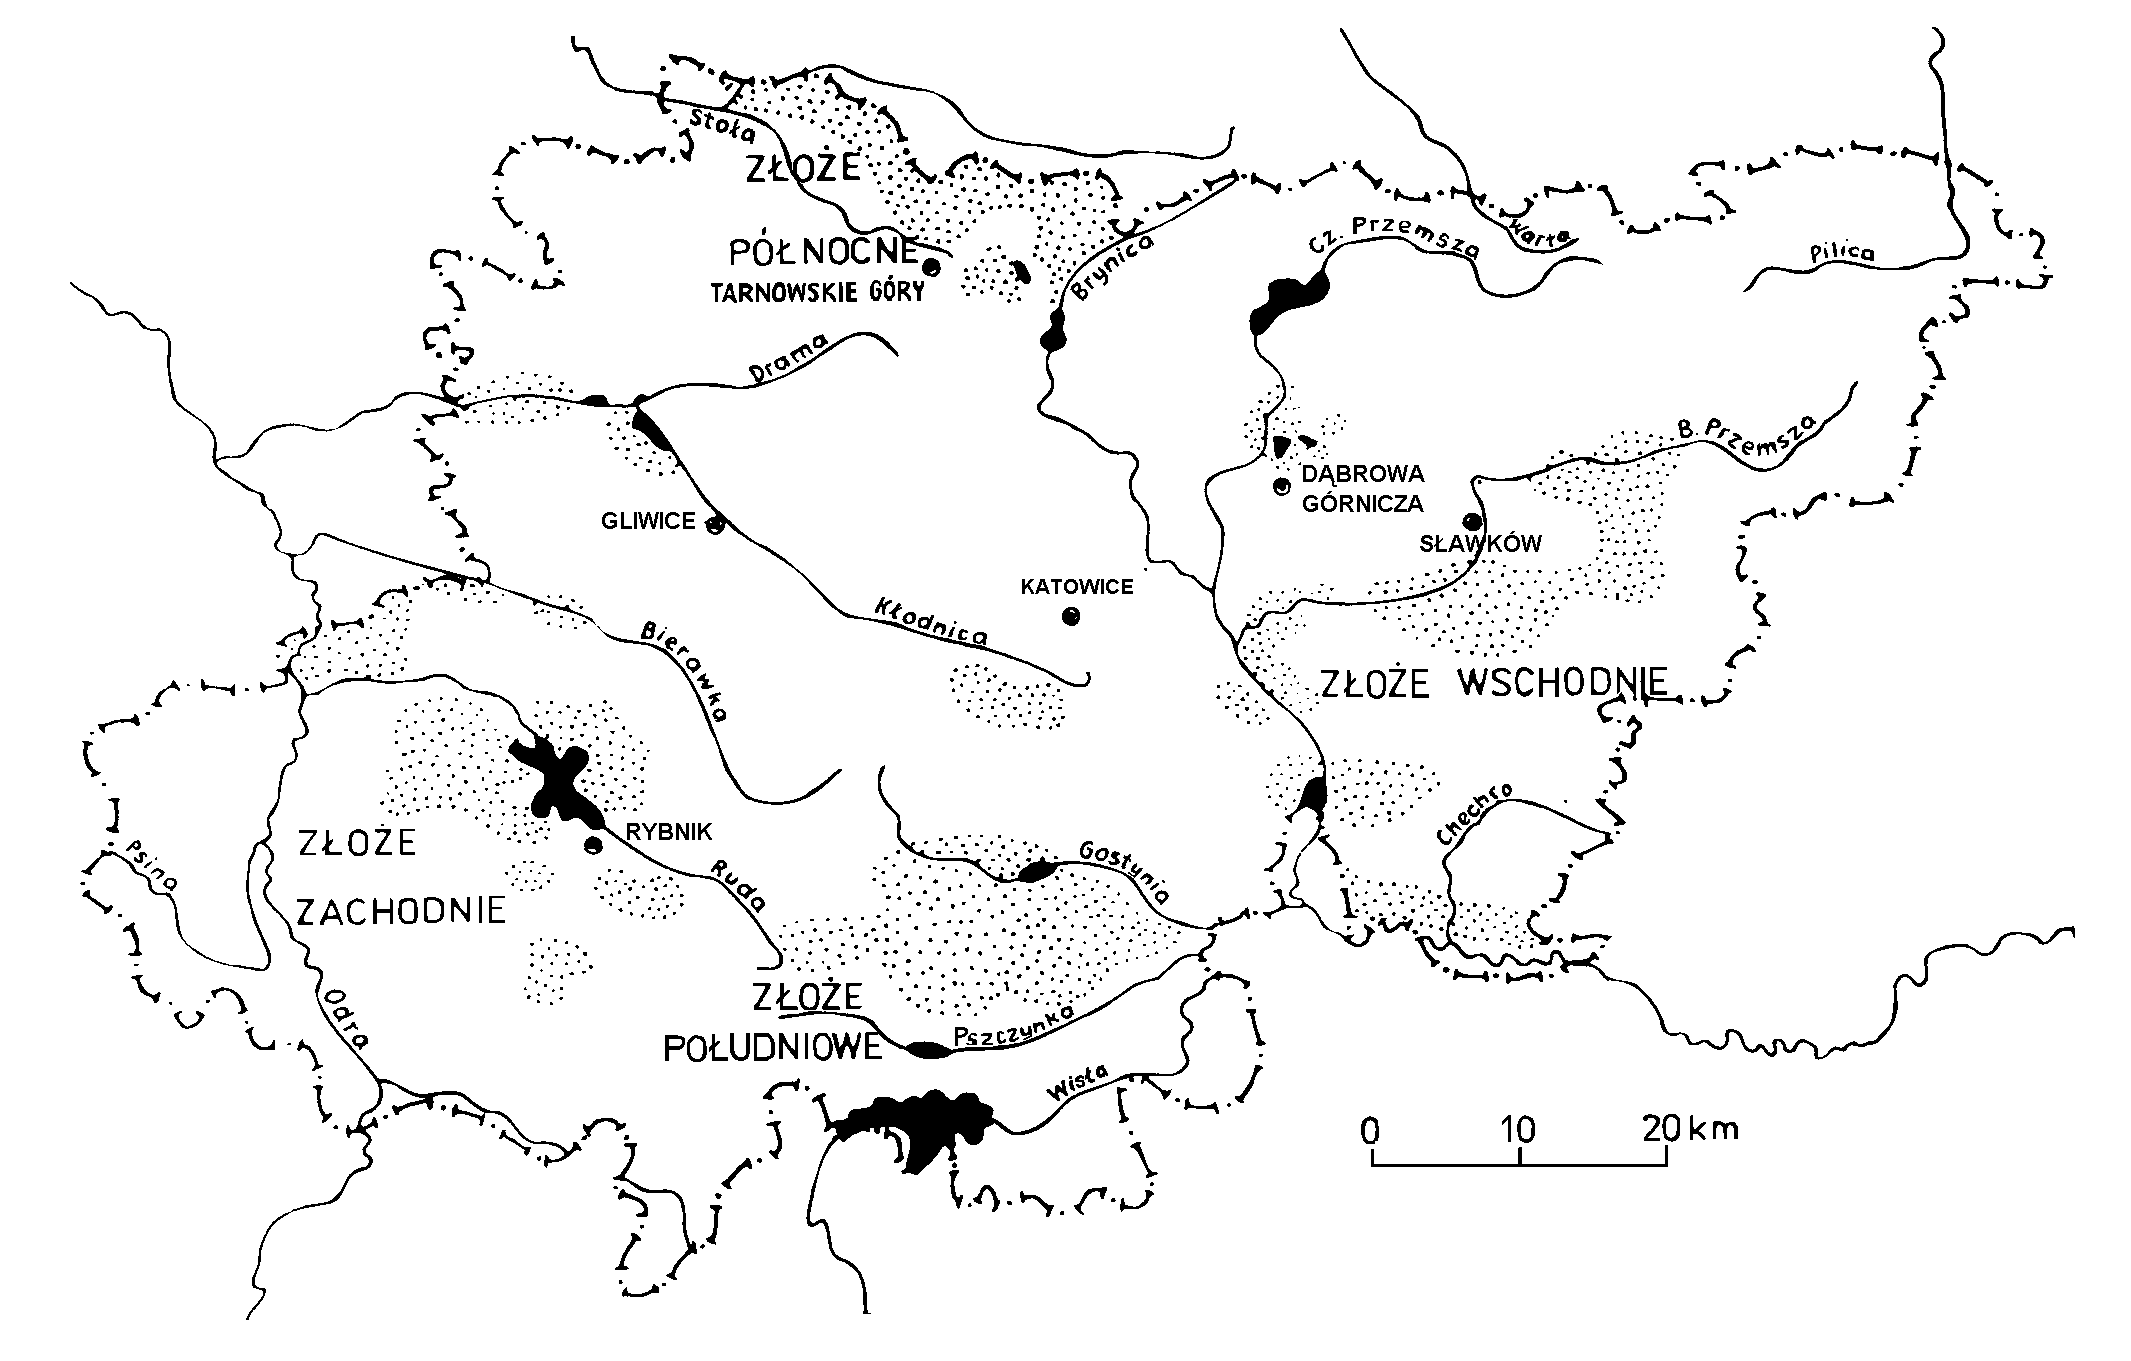 Stoła
ZŁOŻE
PÓŁNOCNE
TARNOWSKIE GÓRY
Brynica
Cz. Przemsza
Warta
Pilica
Drama
B. Przemsza
DĄBROWA
GÓRNICZA
GLIWICE
SŁAWKÓW
KATOWICE
Kłodnica
Bierawka
ZŁOŻE WSCHODNIE
Chechło
RYBNIK
ZŁOŻE
ZACHODNIE
Psina
Ruda
Gostynia
Odra
ZŁOŻE
POŁUDNIOWE
Pszczynka
Wisła
0 10 20 km